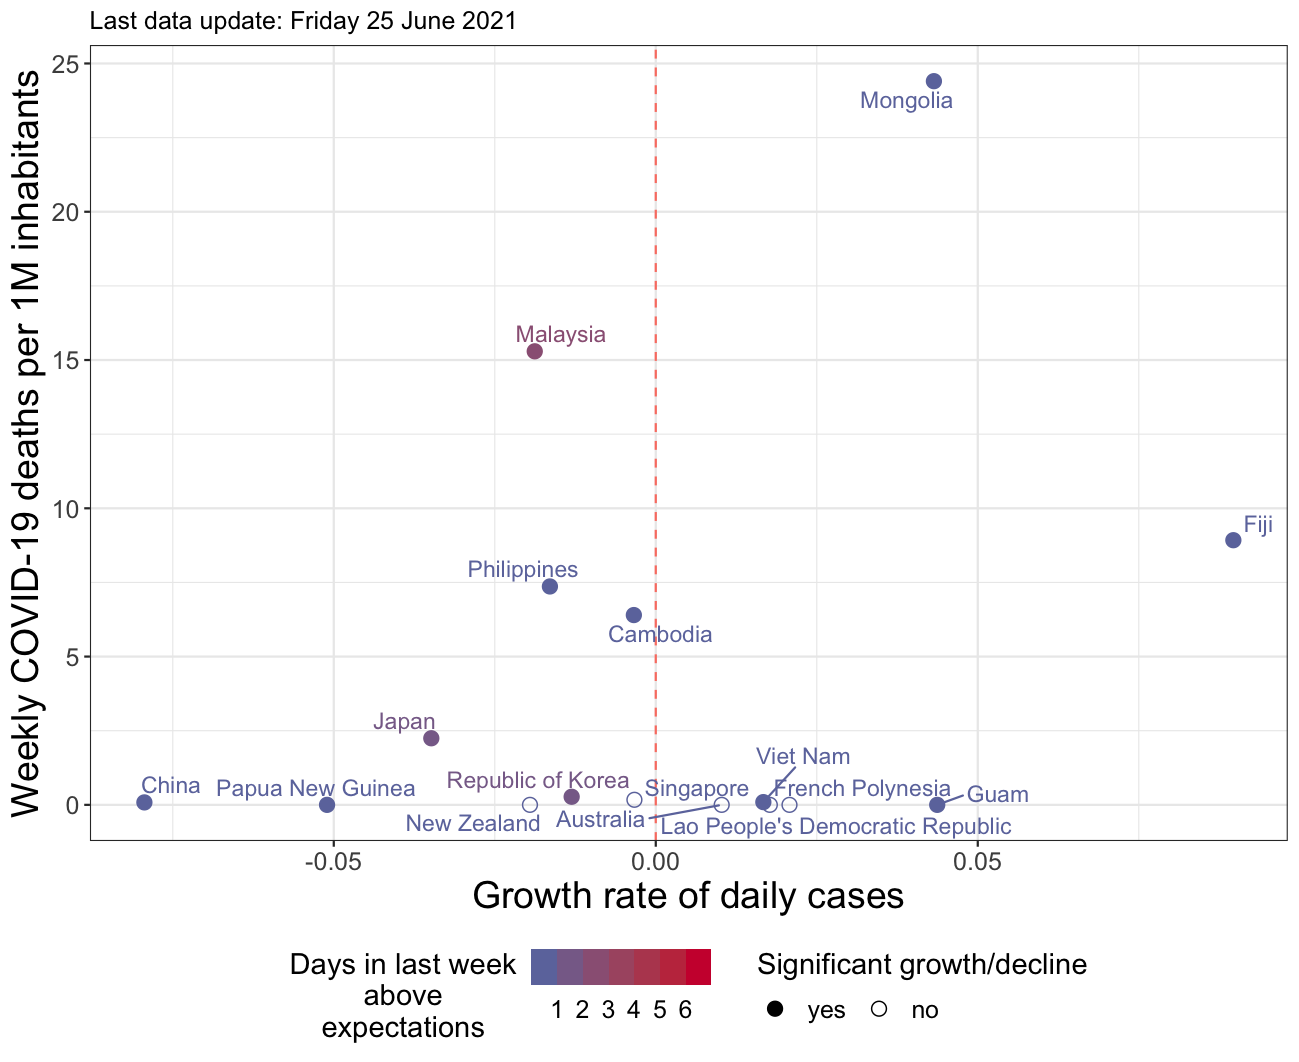 Last data update: Friday 25 June 2021
Weekly COVID-19 deaths per 1M inhabitants
25
20
15
10
5
0
Mongolia
Malaysia
Fiji
Philippines
Cambodia
Japan
Viet Nam
China
Papua New Guinea
Republic of Korea
Singapore
French Polynesia
Guam
New Zealand
Australia
Lao People's Democratic Republic
-0.05
0.00
0.05
Growth rate of daily cases
Days in last week
above
expectations
1 2 3 4 5 6
Significant growth/decline
yes no